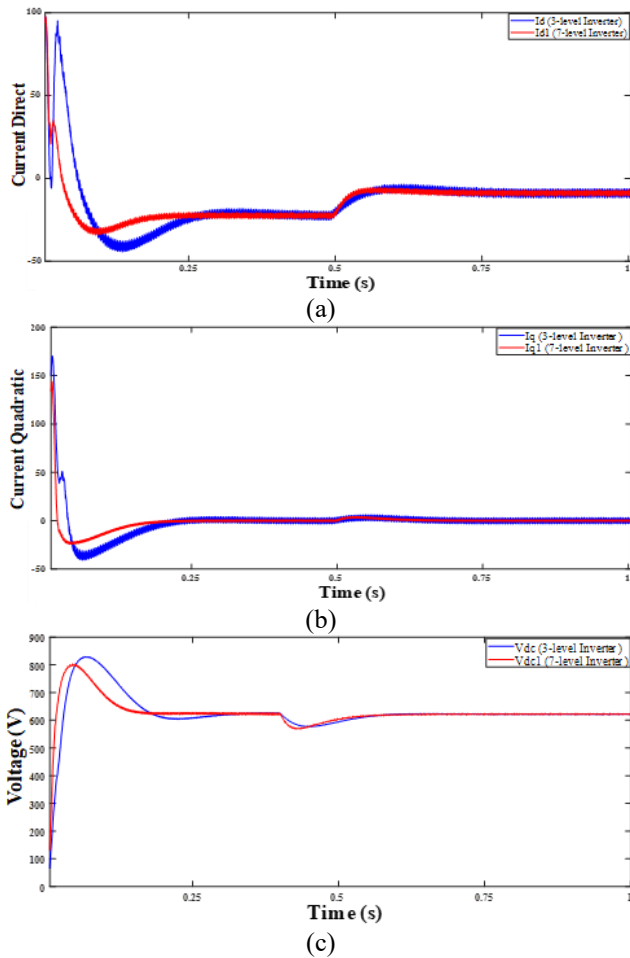 100
50
0
-50
Current Direct
Id (3-level Inverter)
Id1 (7-level Inverter)
0.25
0.5
0.75
1
Time (s)
(a)
200
150
100
50
0
-50
Current Quadratic
Iq (3-level Inverter)
Iq1 (7-level Inverter)
0.25
0.5
0.75
1
Time (s)
(b)
900
800
700
600
500
400
300
200
100
0
Voltage (V)
Vdc (3-level Inverter)
Vdc1 (7-level Inverter)
0.25
0.5
0.75
1
Time (s)
(c)